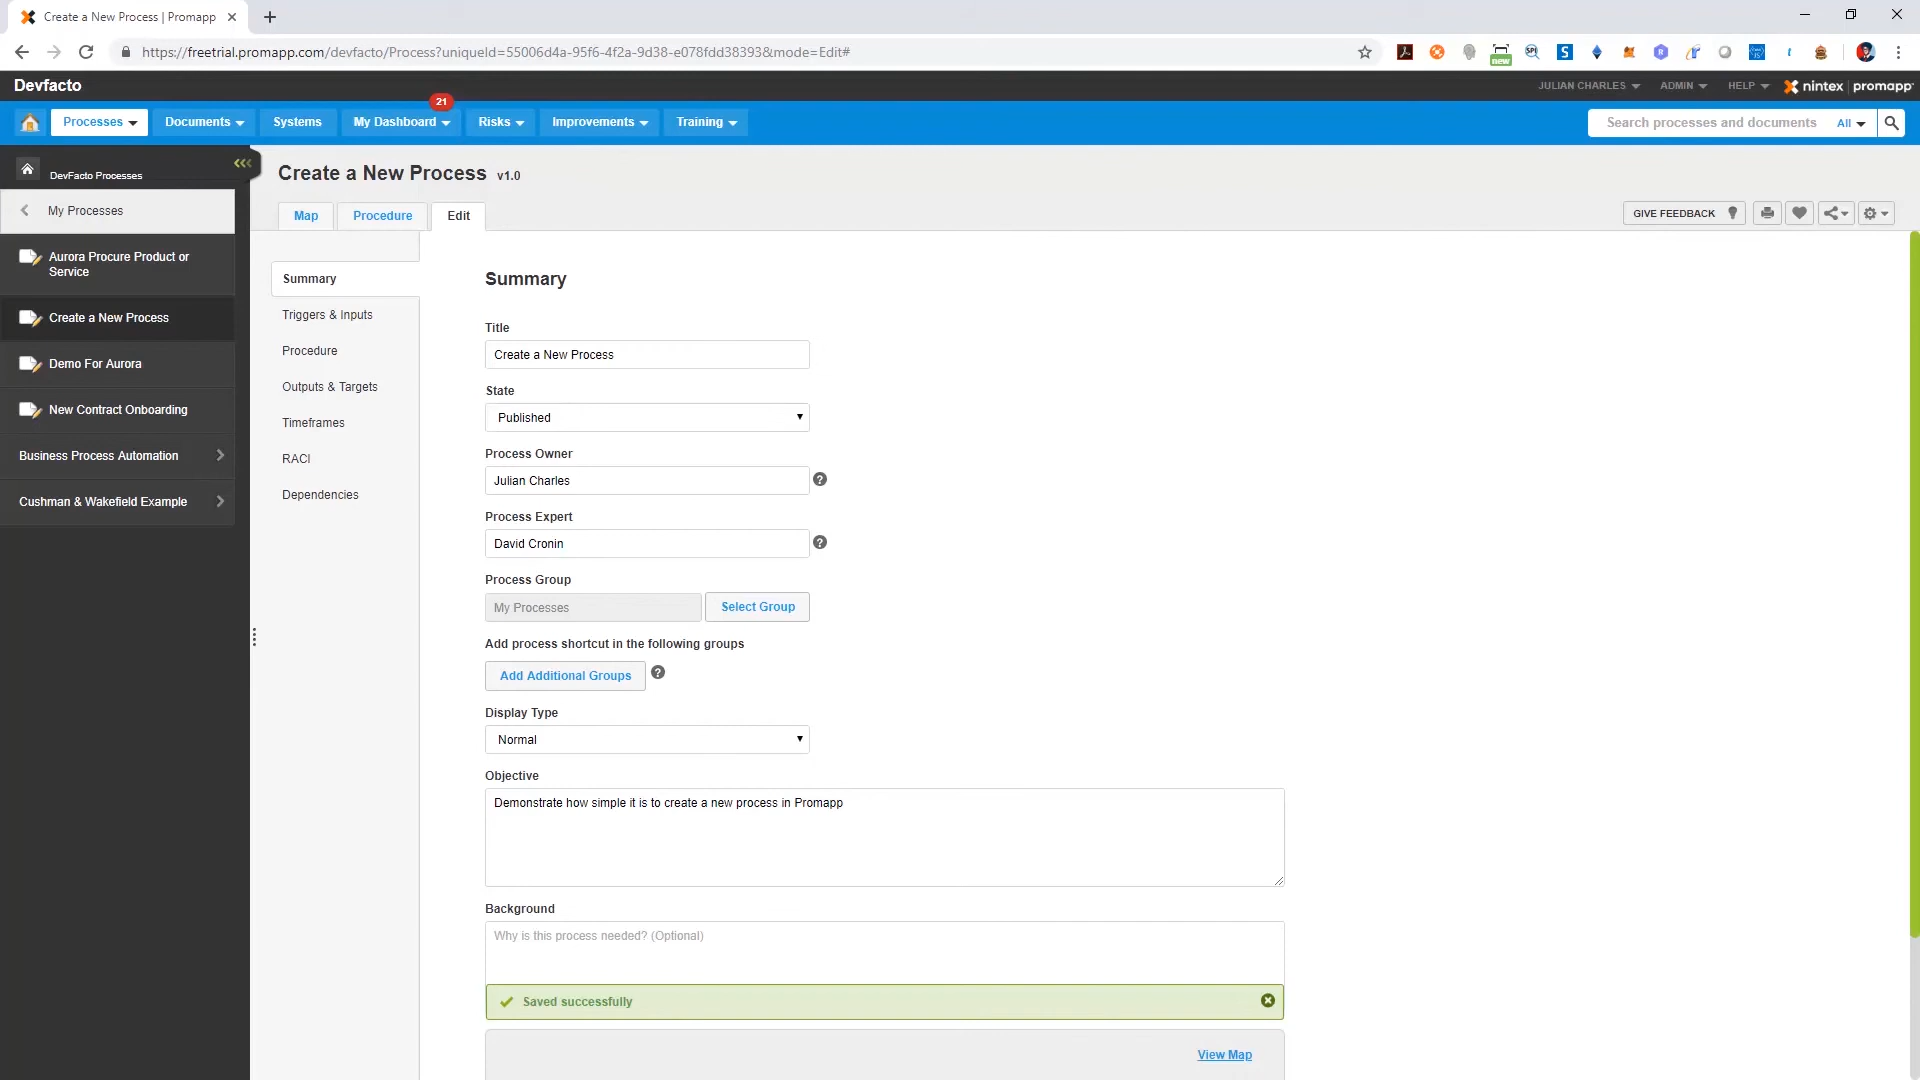 Create a New Process | Promapp
https://freetrial.promapp.com/devfacto/Process?uniqueId=55006d4a-95f6-4f2a-9d38-e078fdd38393&mode=Edit#
new
Devfacto
JULIAN CHARLES
ADMIN
HELP
nintex | promapp
21
Processes
Documents
Systems
My Dashboard
Risks
Improvements
Training
Search processes and documents
All
DevFacto Processes
My Processes
Aurora Procure Product or
Service
Create a New Process
Demo For Aurora
New Contract Onboarding
Business Process Automation
Cushman & Wakefield Example
Create a New Process v1.0
Map
Procedure
Edit
GIVE FEEDBACK
Summary
Triggers & Inputs
Procedure
Outputs & Targets
Timeframes
RACI
Dependencies
Summary
Title
Create a New Process
State
Published
Process Owner
Julian Charles
Process Expert
David Cronin
Process Group
My Processes
Select Group
Add process shortcut in the following groups
Add Additional Groups
Display Type
Normal
Objective
Demonstrate how simple it is to create a new process in Promapp
Background
Why is this process needed? (Optional)
Saved successfully
View Map